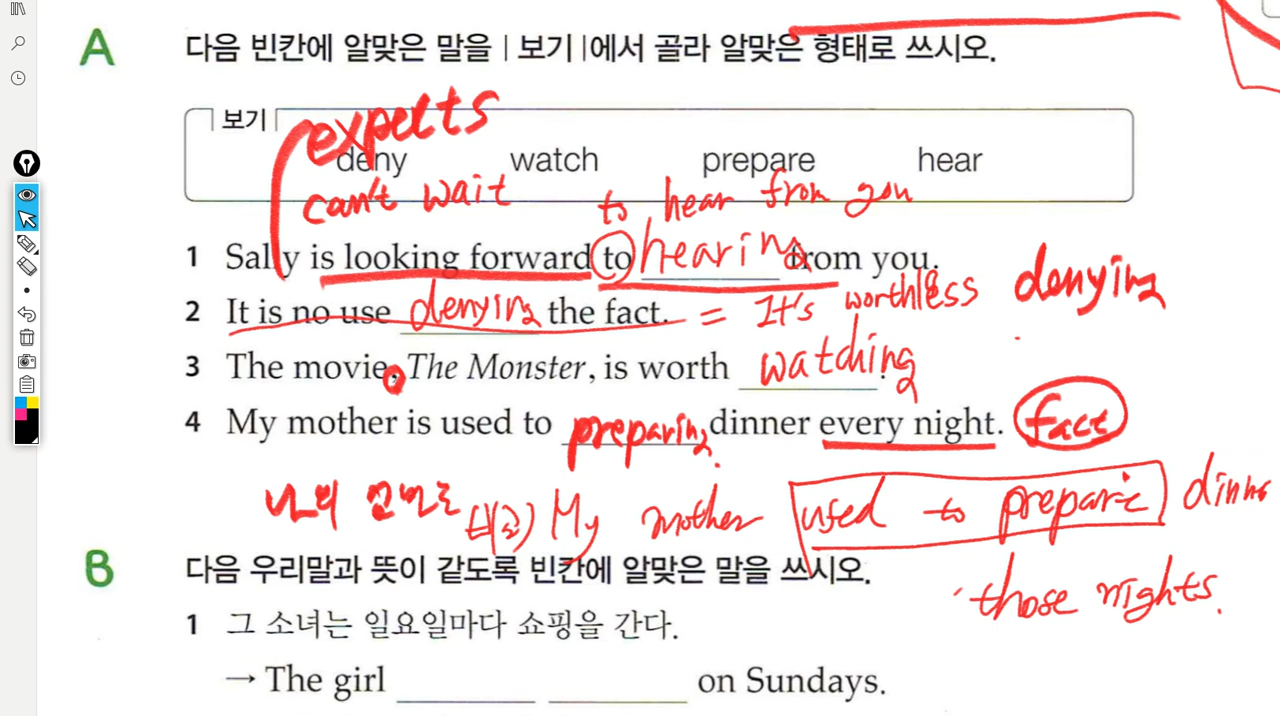 A 다음 빈칸에 알맞은 말을 | 보기 |에서 골라 알맞은 형태로 쓰시오.
보기
expects
deny watch prepare hear
can't wait to hear from you
1 Sally is looking forward to hearing from you.
2 It is no use denying the fact. = It's worthless denying
3 The movie, The Monster, is worth watching.
4 My mother is used to preparing dinner every night. fact
나의 비(교) My mother used to prepare
those nights.
B 다음 우리말과 뜻이 같도록 빈칸에 알맞은 말을 쓰시오.
1 그 소녀는 일요일마다 쇼핑을 간다.
→ The girl on Sundays.